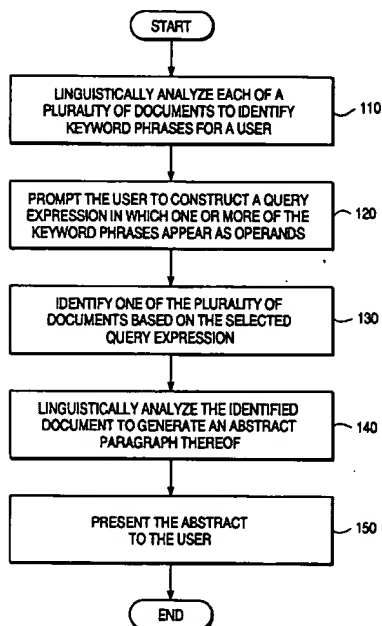 START
LINGUISTICALLY ANALYZE EACH OF A
PLURALITY OF DOCUMENTS TO IDENTIFY
KEYWORD PHRASES FOR A USER
110
PROMPT THE USER TO CONSTRUCT A QUERY
EXPRESSION IN WHICH ONE OR MORE OF THE
KEYWORD PHRASES APPEAR AS OPERANDS
120
IDENTIFY ONE OF THE PLURALITY OF
DOCUMENTS BASED ON THE SELECTED
QUERY EXPRESSION
130
LINGUISTICALLY ANALYZE THE IDENTIFIED
DOCUMENT TO GENERATE AN ABSTRACT
PARAGRAPH THEREOF
140
PRESENT THE ABSTRACT
TO THE USER
150
END